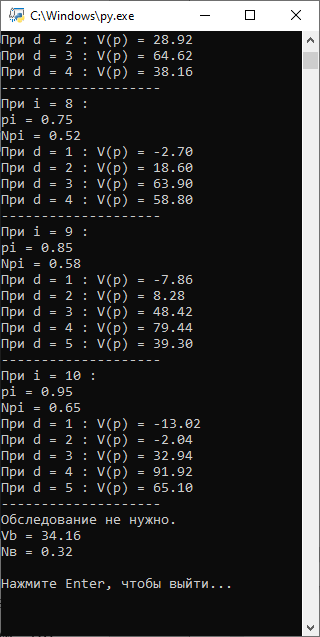 C:\Windows\py.exe
При d = 2 : V(p) = 28.92
При d = 3 : V(p) = 64.62
При d = 4 : V(p) = 38.16
--------------------
При i = 8 :
pi = 0.75
Npi = 0.52
При d = 1 : V(p) = -2.70
При d = 2 : V(p) = 18.60
При d = 3 : V(p) = 63.90
При d = 4 : V(p) = 58.80
--------------------
При i = 9 :
pi = 0.85
Npi = 0.58
При d = 1 : V(p) = -7.86
При d = 2 : V(p) = 8.28
При d = 3 : V(p) = 48.42
При d = 4 : V(p) = 79.44
При d = 5 : V(p) = 39.30
--------------------
При i = 10 :
pi = 0.95
Npi = 0.65
При d = 1 : V(p) = -13.02
При d = 2 : V(p) = -2.04
При d = 3 : V(p) = 32.94
При d = 4 : V(p) = 91.92
При d = 5 : V(p) = 65.10
--------------------
Обследование не нужно.
Vb = 34.16
Nв = 0.32
Нажмите Enter, чтобы выйти...